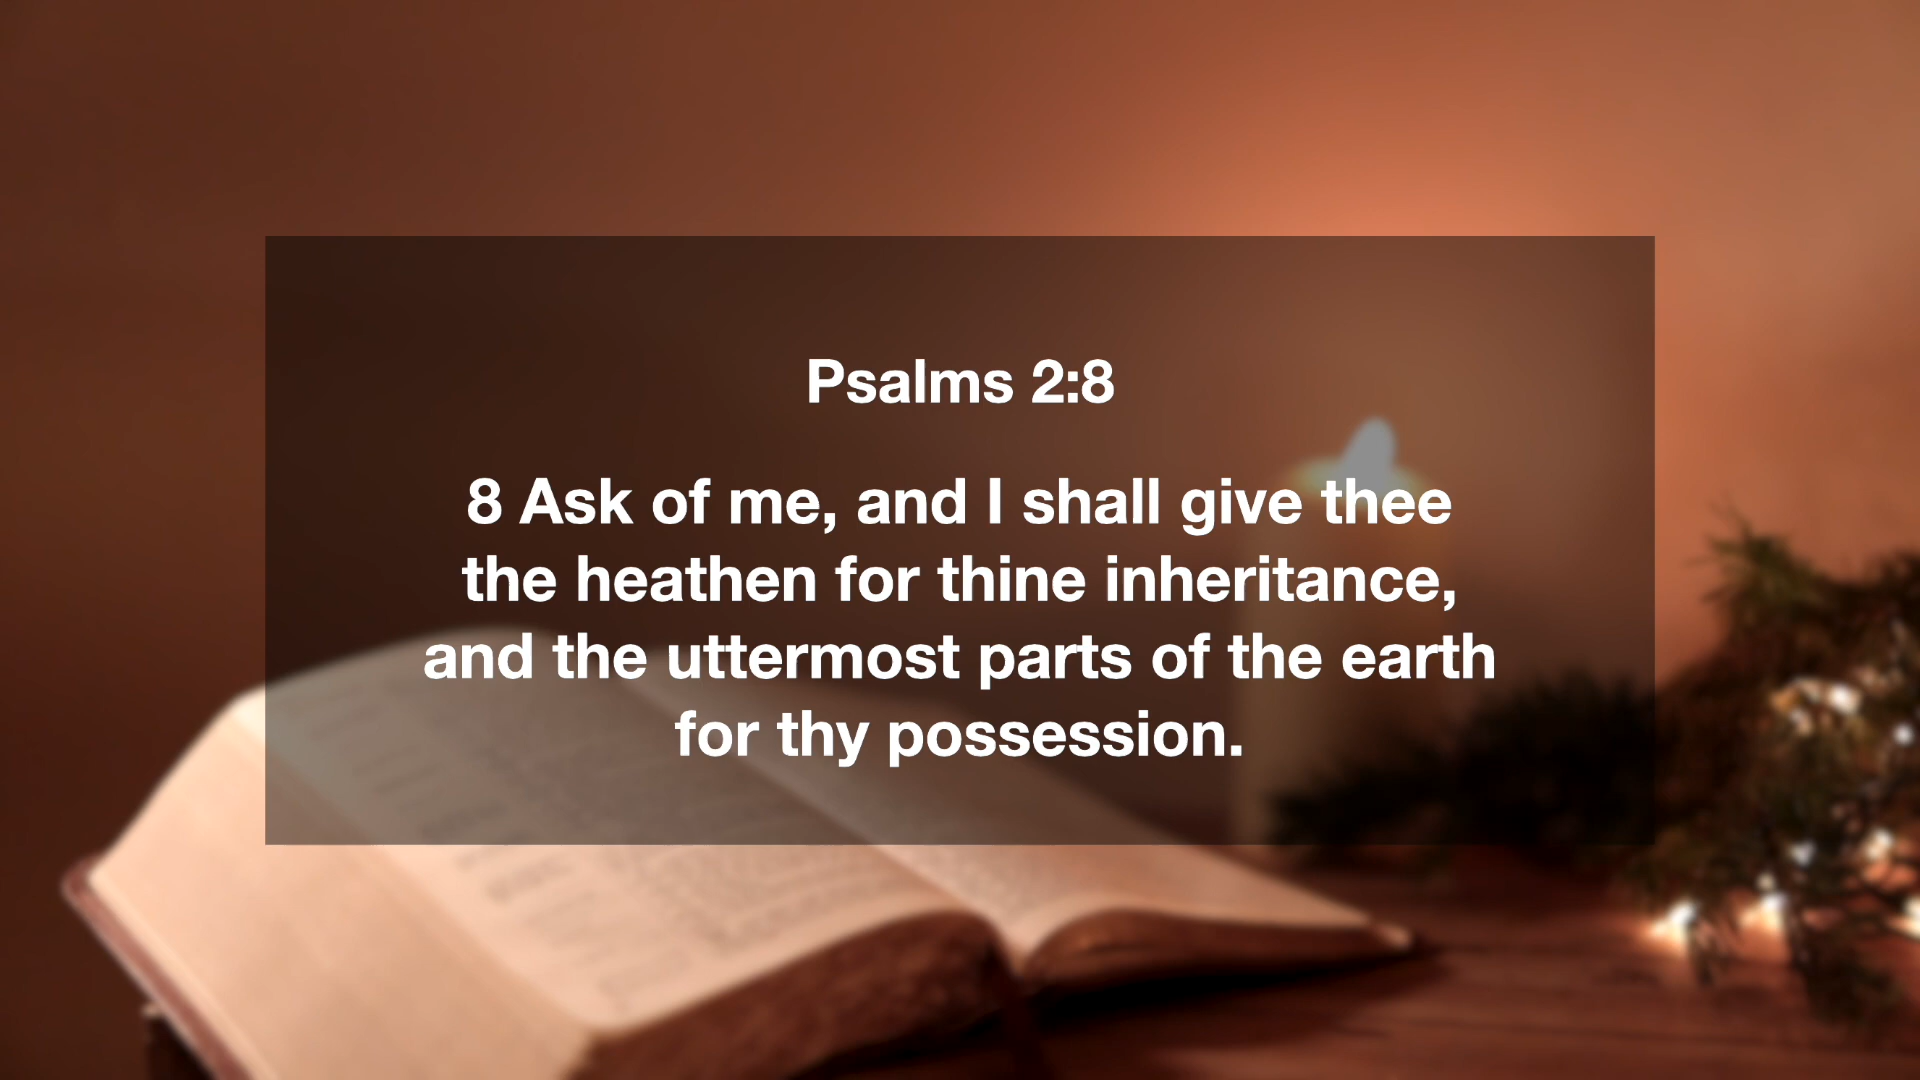 Psalms 2:8
8 Ask of me, and I shall give thee
the heathen for thine inheritance,
and the uttermost parts of the earth
for thy possession.